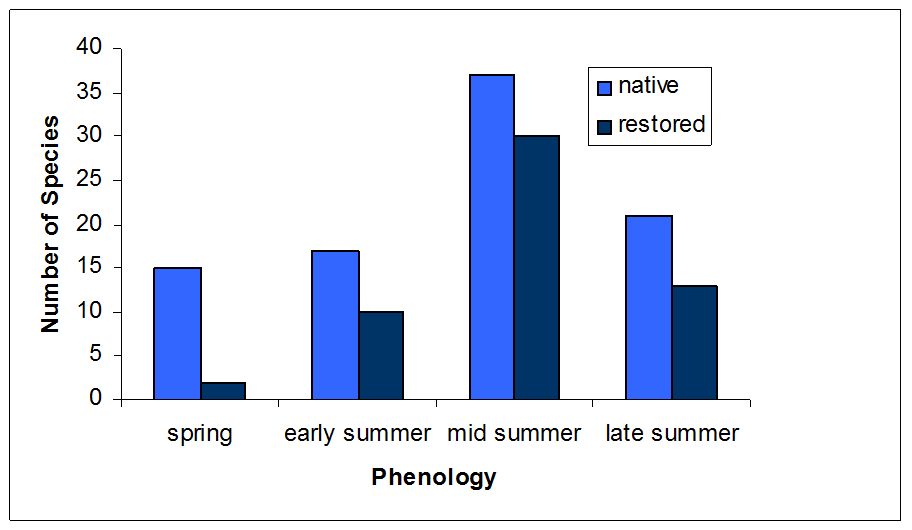 40
35
30
25
20
15
10
5
0
Number of Species
native
restored
spring
early summer
mid summer
late summer
Phenology